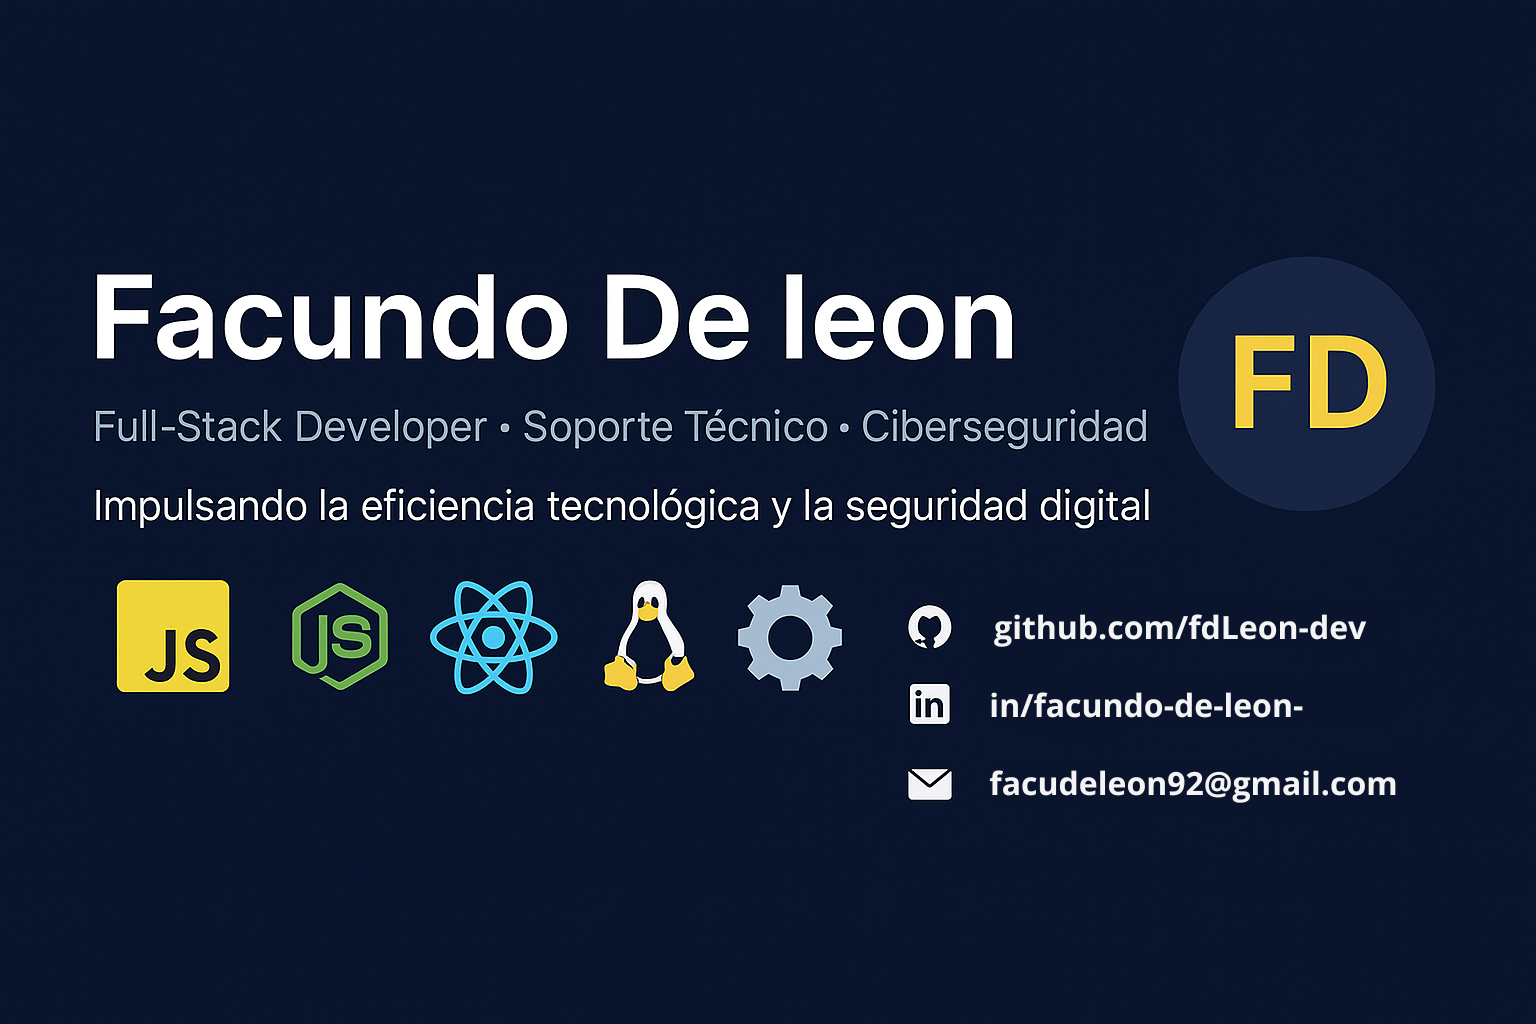 Facundo De leon
FD
Full-Stack Developer • Soporte Técnico • Ciberseguridad
Impulsando la eficiencia tecnológica y la seguridad digital
JS
JS
github.com/fdLeon-dev
in
in/facundo-de-leon-
facudeleon92@gmail.com